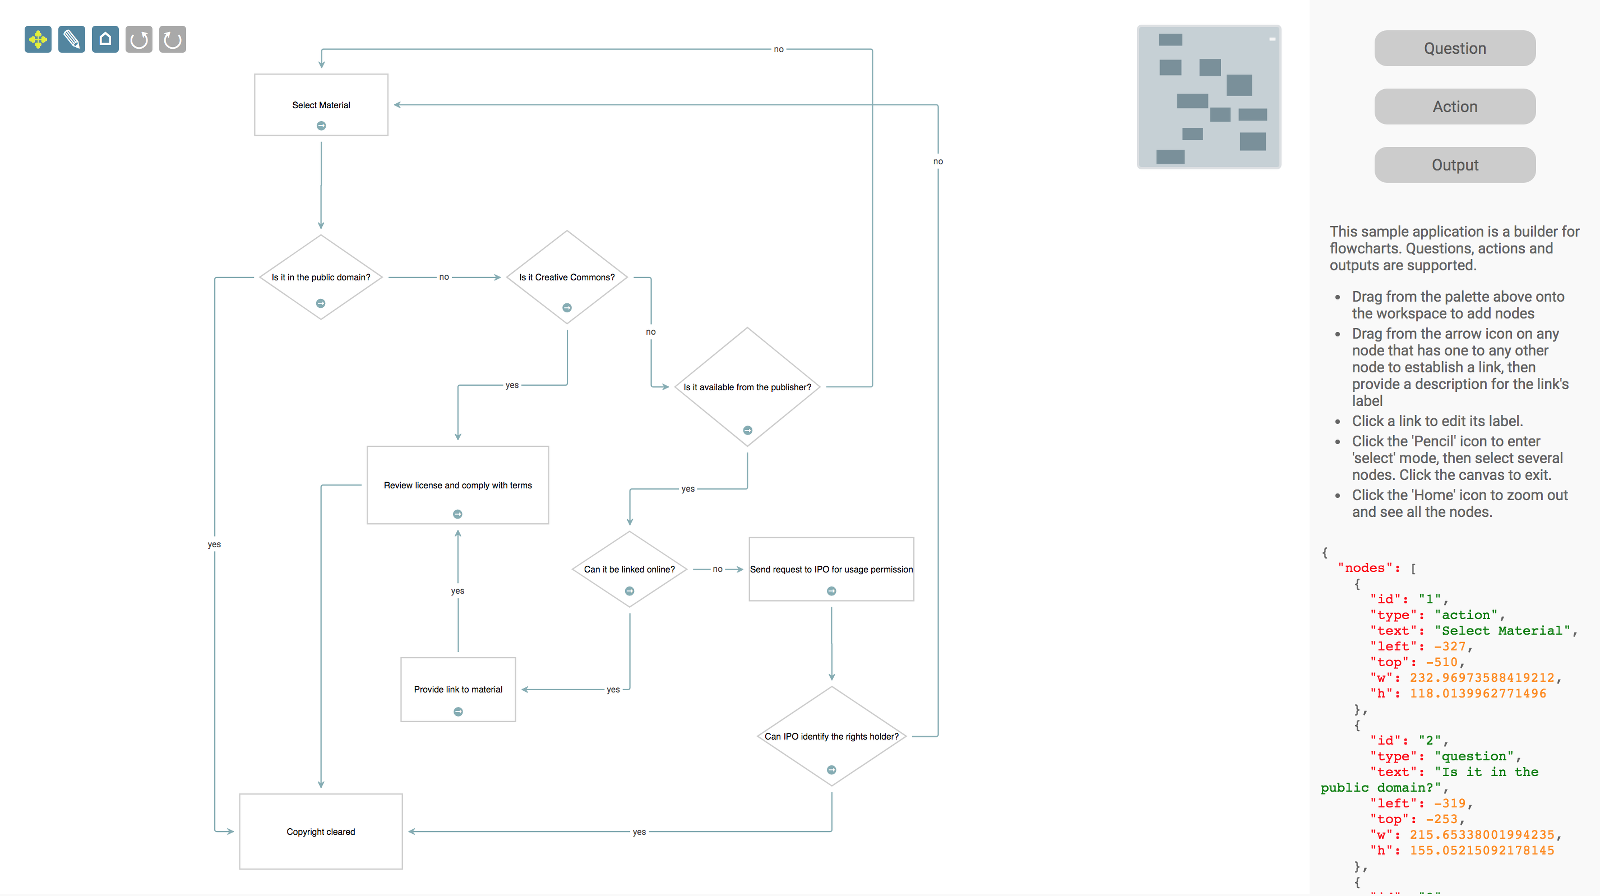 no
Select Material
no
Is it in the public domain?
no
Is it Creative Commons?
no
Is it available from the publisher?
yes
Review license and comply with terms
yes
yes
Can it be linked online?
no
Send request to IPO for usage permission
yes
Provide link to material
yes
Can IPO identify the rights holder?
Copyright cleared
yes
Question
Action
Output
This sample application is a builder for
flowcharts. Questions, actions and
outputs are supported.
• Drag from the palette above onto
the workspace to add nodes
• Drag from the arrow icon on any
node that has one to any other
node to establish a link, then
provide a description for the link's
label
• Click a link to edit its label.
• Click the 'Pencil' icon to enter
'select' mode, then select several
nodes. Click the canvas to exit.
• Click the 'Home' icon to zoom out
and see all the nodes.
{
"nodes": [
{
"id": "1",
"type": "action",
"text": "Select Material",
"left": -327,
"top": -510,
"w": 232.96973588419212,
"h": 118.0139962771496
},
{
"id": "2",
"type": "question",
"text": "Is it in the
public domain?",
"left": -319,
"top": -253,
"w": 215.65338001994235,
"h": 155.05215092178145
},
{